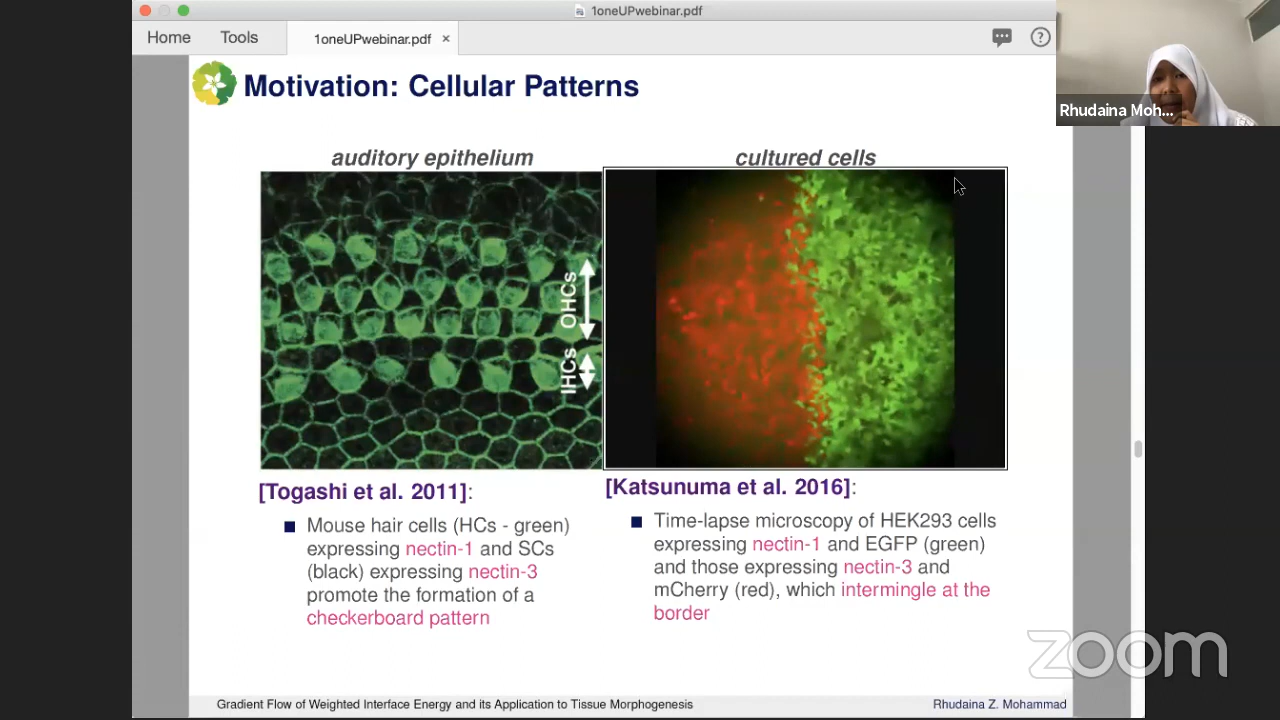 1oneUPwebinar.pdf
Home
Tools
1oneUPwebinar.pdf ×
?
Rhudaina Moh...
Motivation: Cellular Patterns
auditory epithelium
cultured cells
OHCs
IHCs
[Togashi et al. 2011]:
Mouse hair cells (HCs - green)
expressing nectin-1 and SCs
(black) expressing nectin-3
promote the formation of a
checkerboard pattern
[Katsunuma et al. 2016]:
Time-lapse microscopy of HEK293 cells
expressing nectin-1 and EGFP (green)
and those expressing nectin-3 and
mCherry (red), which intermingle at the
border
zoom
Gradient Flow of Weighted Interface Energy and its Application to Tissue Morphogenesis
Rhudaina Z. Mohammad